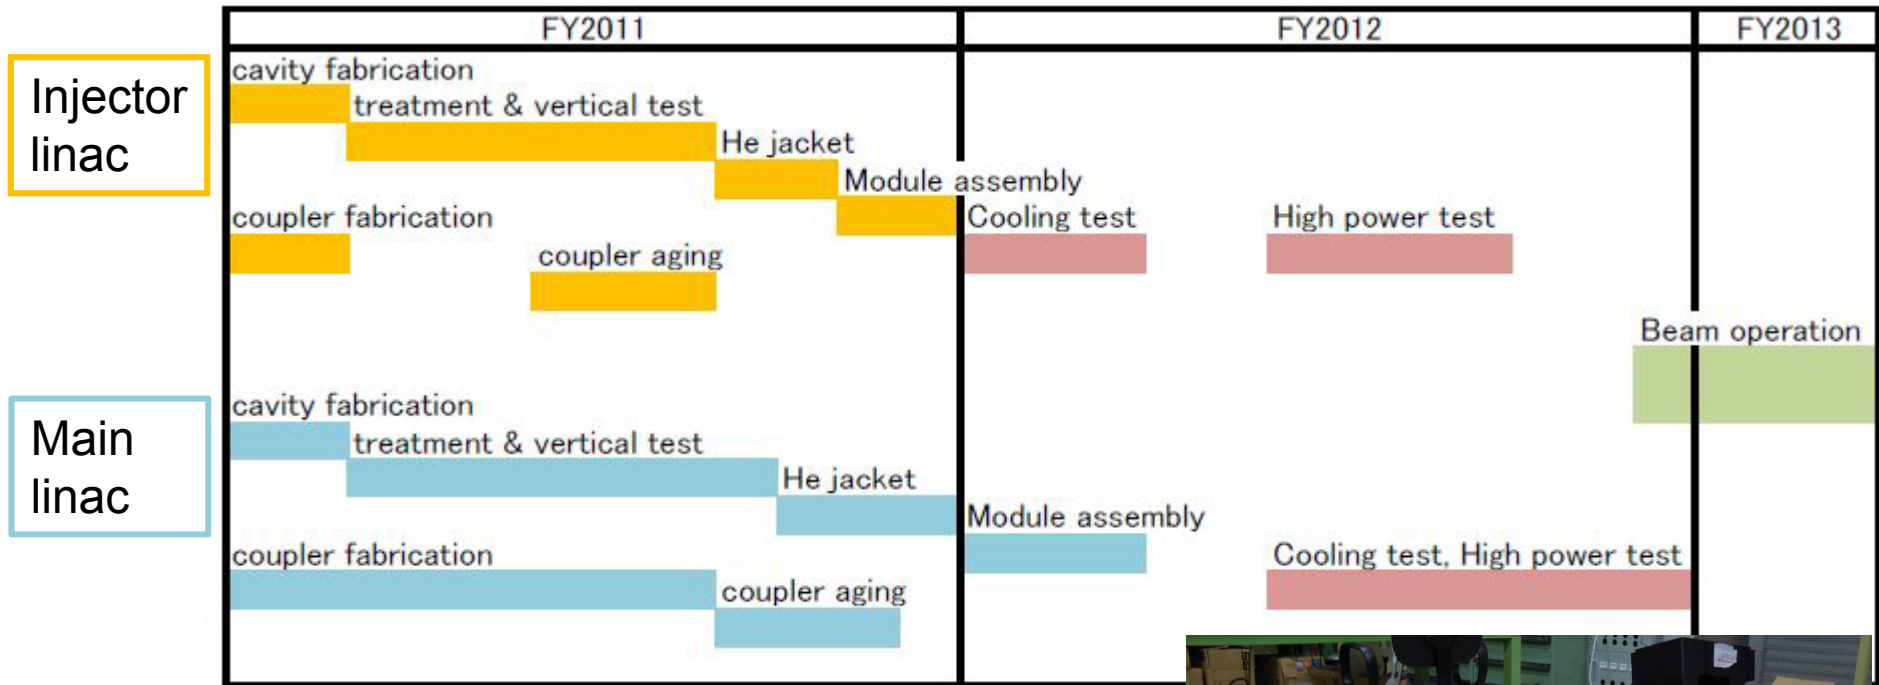 FY2011
FY2012
FY2013
Injector
linac
cavity fabrication
treatment & vertical test
He jacket
Module assembly
coupler fabrication
Cooling test
High power test
coupler aging
Beam operation
Main
linac
cavity fabrication
treatment & vertical test
He jacket
Module assembly
coupler fabrication
Cooling test, High power test
coupler aging